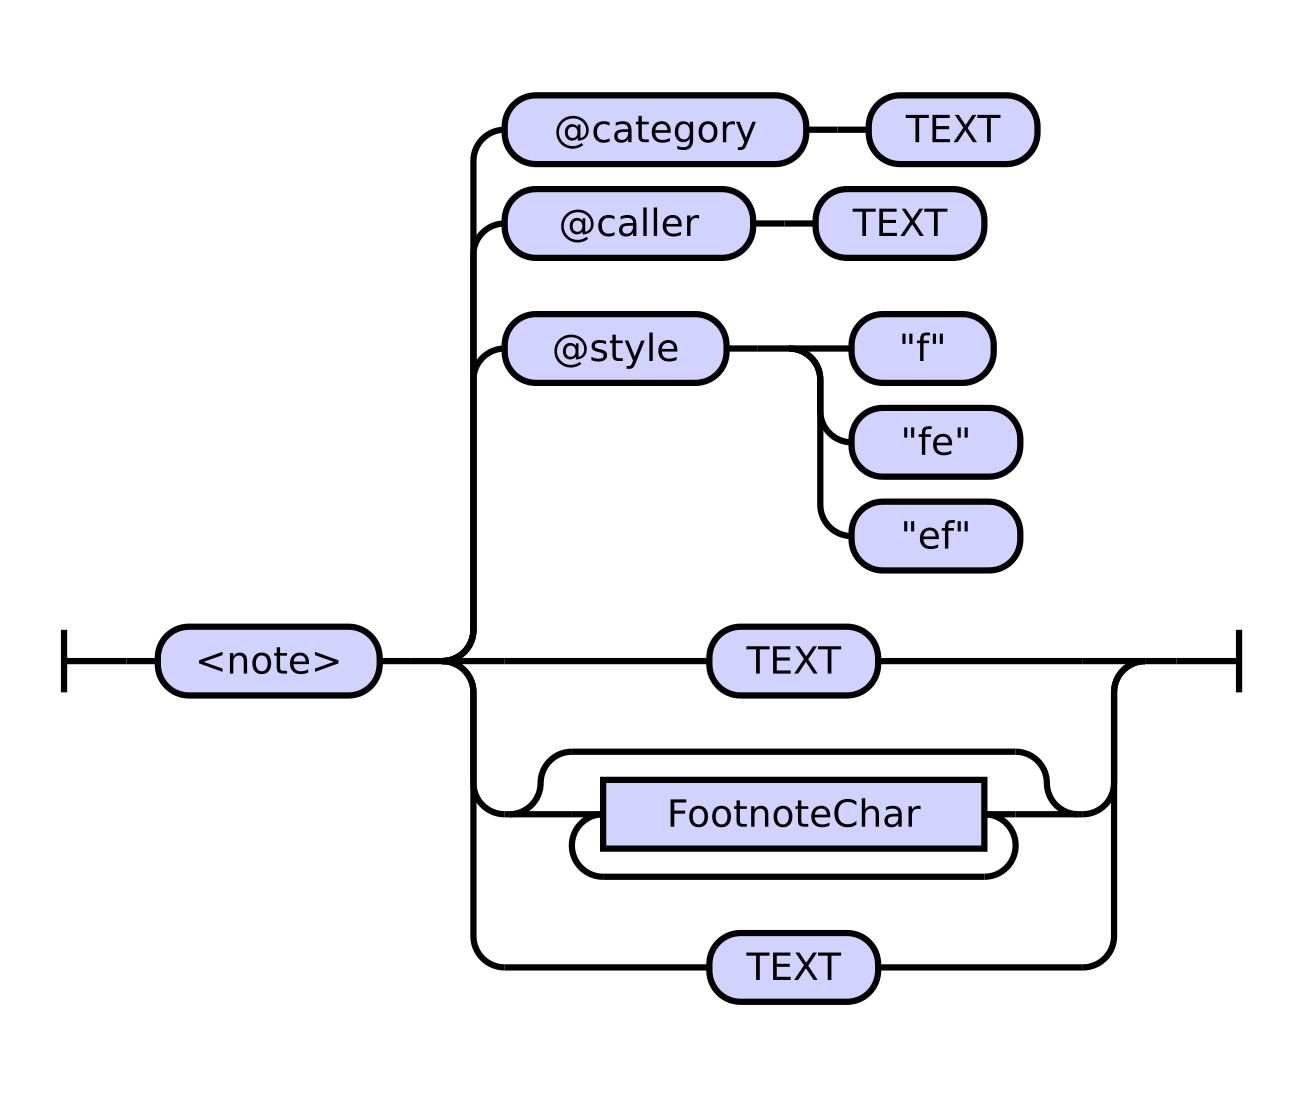 @category TEXT
@caller TEXT
@style "f"
"fe"
"ef"
<note> TEXT
FootnoteChar
TEXT